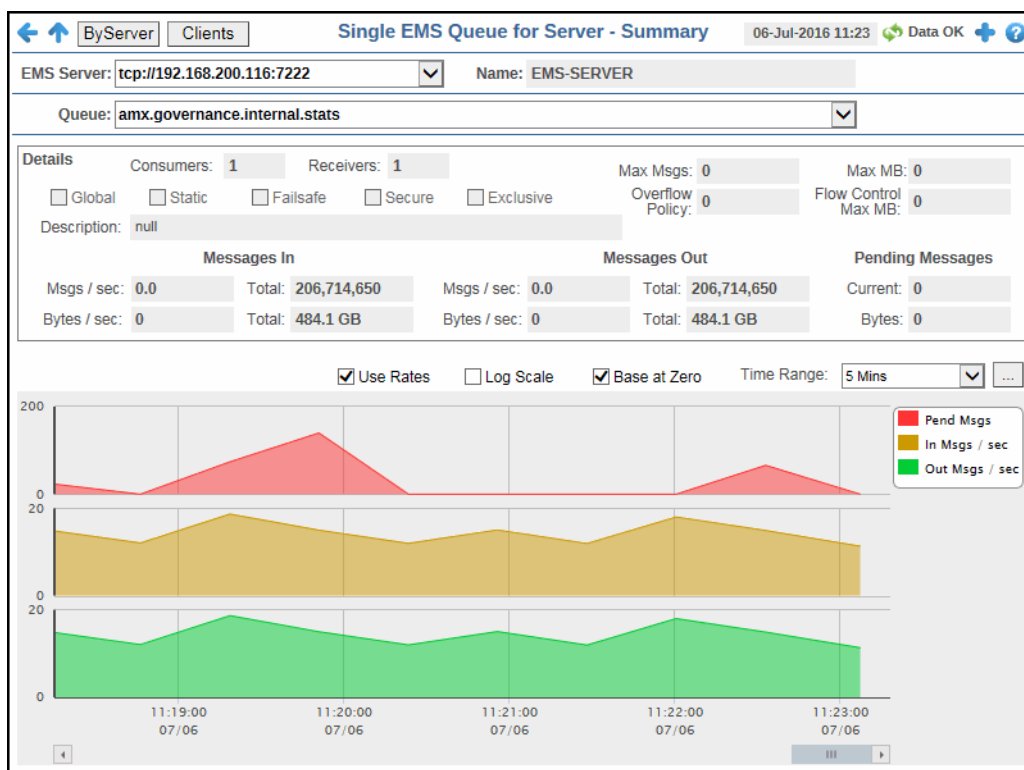 ByServer Clients Single EMS Queue for Server - Summary 06-Jul-2016 11:23 Data OK ?
EMS Server: tcp://192.168.200.116:7222 Name: EMS-SERVER
Queue: amx.governance.internal.stats
Details Consumers: 1 Receivers: 1 Max Msgs: 0 Max MB: 0
Global Static Failsafe Secure Exclusive Overflow Policy: 0 Flow Control Max MB: 0
Description: null
Messages In Messages Out Pending Messages
Msgs / sec: 0.0 Total: 206,714,650 Msgs / sec: 0.0 Total: 206,714,650 Current: 0
Bytes / sec: 0 Total: 484.1 GB Bytes / sec: 0 Total: 484.1 GB Bytes: 0
Use Rates Log Scale Base at Zero Time Range: 5 Mins ...
200
Pend Msgs
In Msgs / sec
Out Msgs / sec
0
20
0
20
0
11:19:00 11:20:00 11:21:00 11:22:00 11:23:00
07/06 07/06 07/06 07/06 07/06